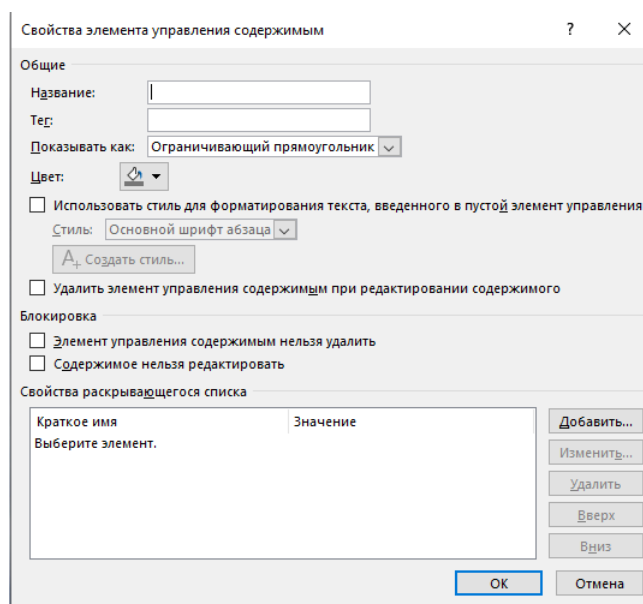 Свойства элемента управления содержимым ? ×
Общие
Название:
Тег:
Показывать как: Ограничивающий прямоугольник
Цвет:
Использовать стиль для форматирования текста, введенного в пустой элемент управления
Стиль: Основной шрифт абзаца
A+ Создать стиль...
Удалить элемент управления содержимым при редактировании содержимого
Блокировка
Элемент управления содержимым нельзя удалить
Содержимое нельзя редактировать
Свойства раскрывающегося списка
Краткое имя Значение Добавить...
Выберите элемент.
Изменить...
Удалить
Вверх
Вниз
ОК Отмена